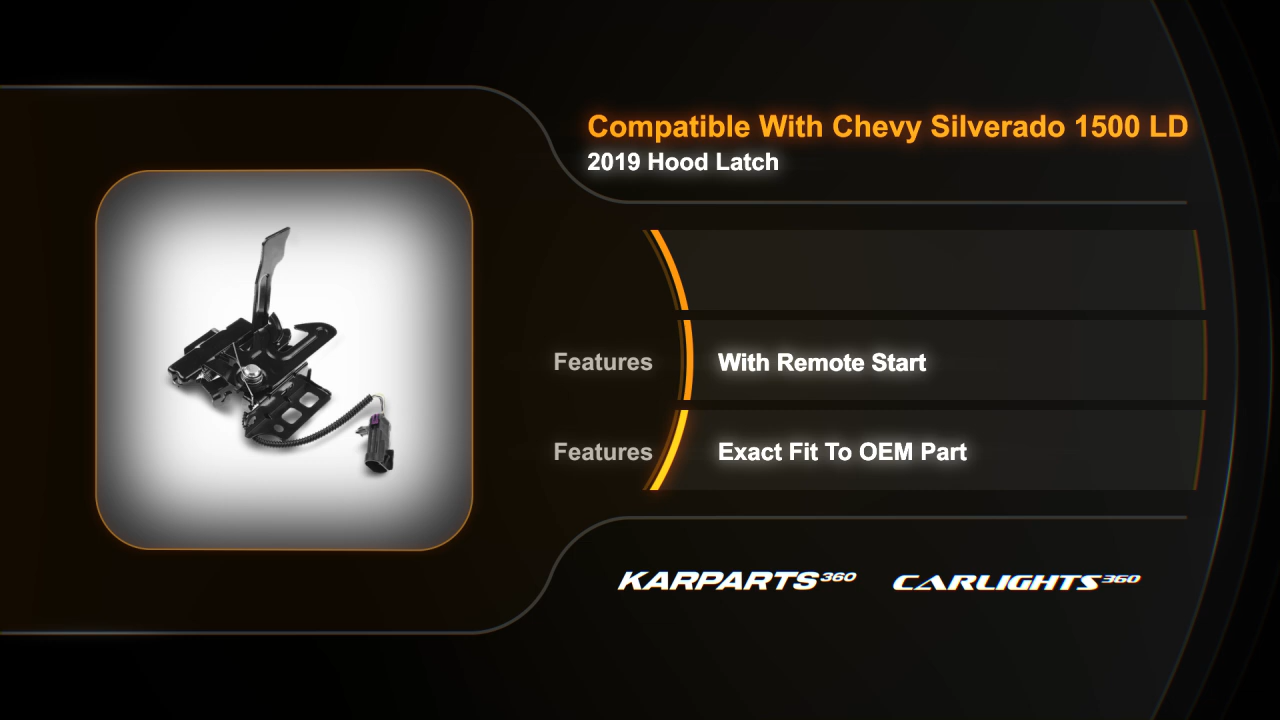 Compatible With Chevy Silverado 1500 LD
2019 Hood Latch
Features With Remote Start
Features Exact Fit To OEM Part
KARPARTS360 CARLIGHTS360